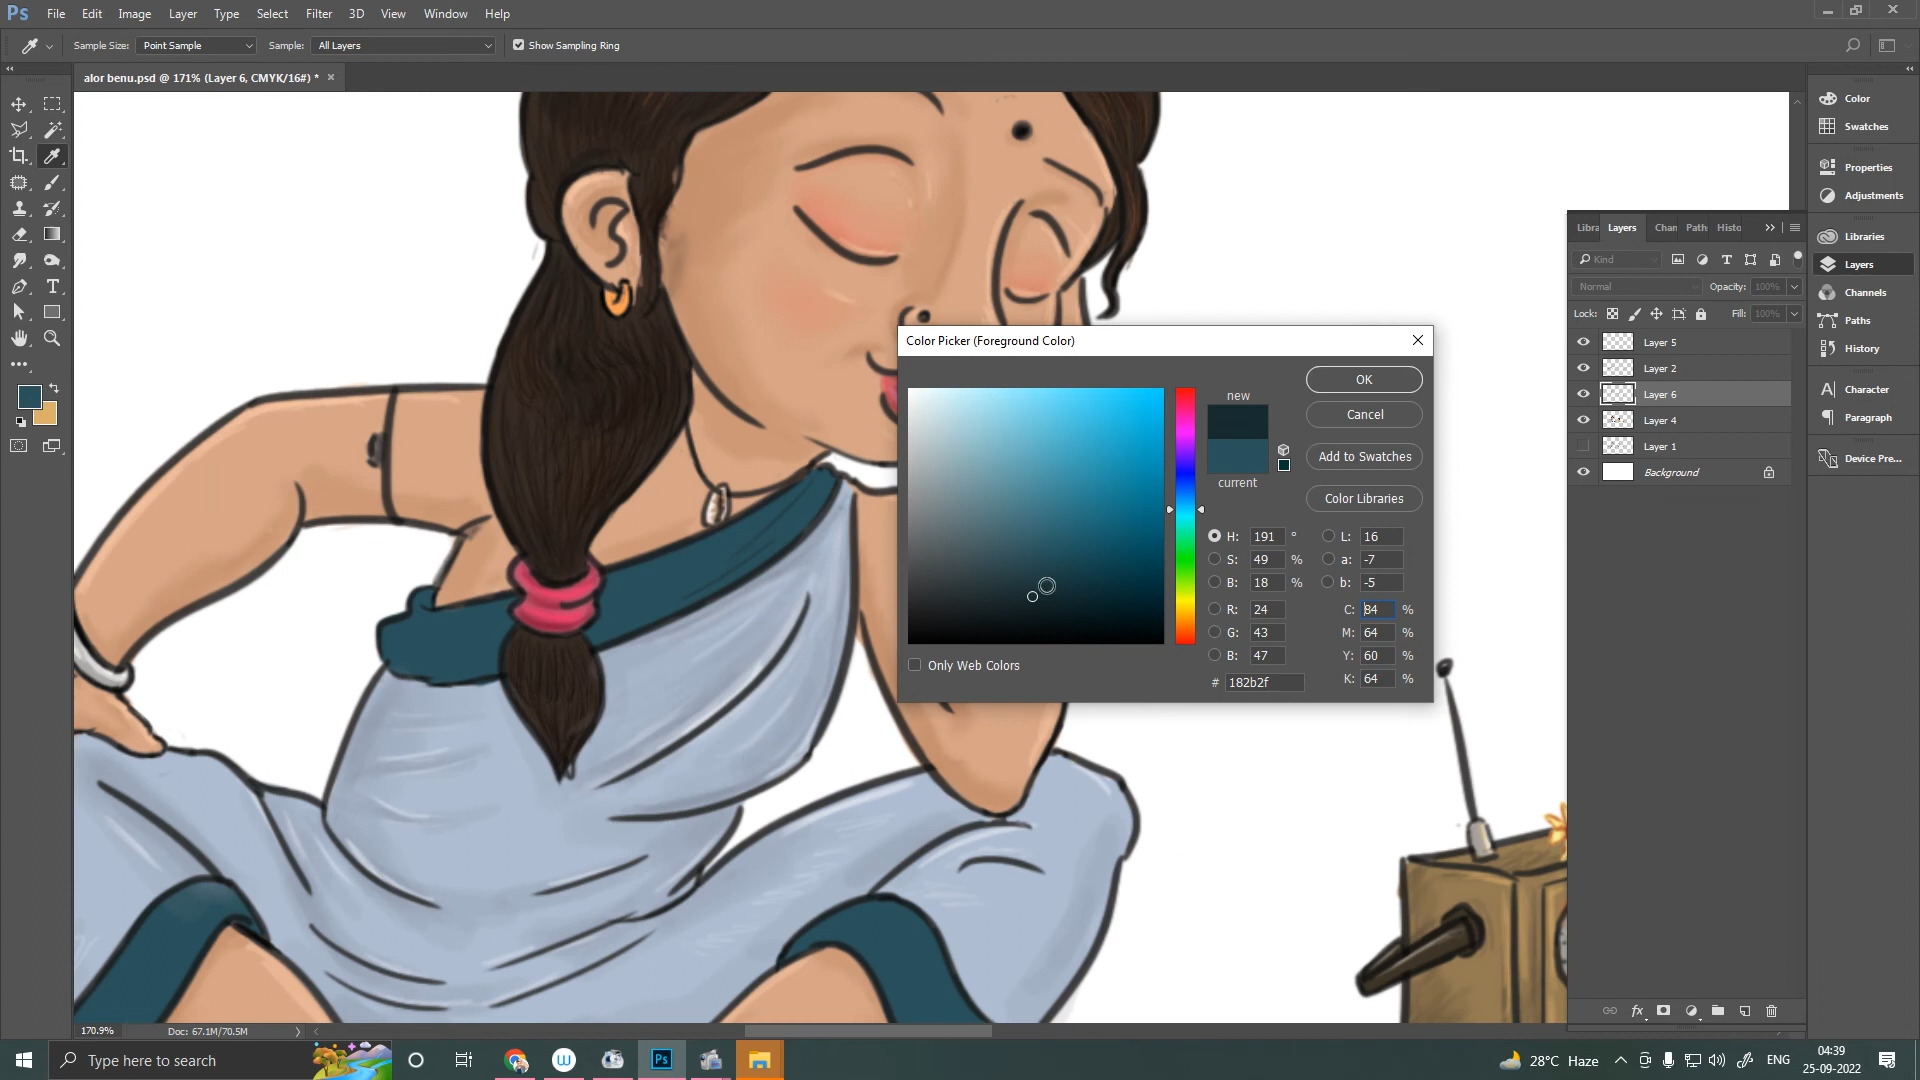 Ps File Edit Image Layer Type Select Filter 3D View Window Help
Sample Size: Point Sample Sample: All Layers Show Sampling Ring
alor benu.psd @ 171% (Layer 6, CMYK/16#) * ×
Color
Swatches
Properties
Adjustments
Libraries
Layers
Channels
Paths
History
Character
Paragraph
Device Pre...
Libra Layers Chan Path Histo
Kind
Normal Opacity: 100%
Lock: Fill: 100%
Layer 5
Layer 2
Layer 6
Layer 4
Layer 1
Background
fx
Color Picker (Foreground Color)
new
current
OK
Cancel
Add to Swatches
Color Libraries
H: 191 ° L: 16
S: 49 % a: -7
B: 18 % b: -5
R: 24 C: 84 %
G: 43 M: 64 %
B: 47 Y: 60 %
# 182b2f K: 64 %
Only Web Colors
170.9% Doc: 67.1M/70.5M
Type here to search
W
Ps
28°C Haze
ENG
04:39
25-09-2022